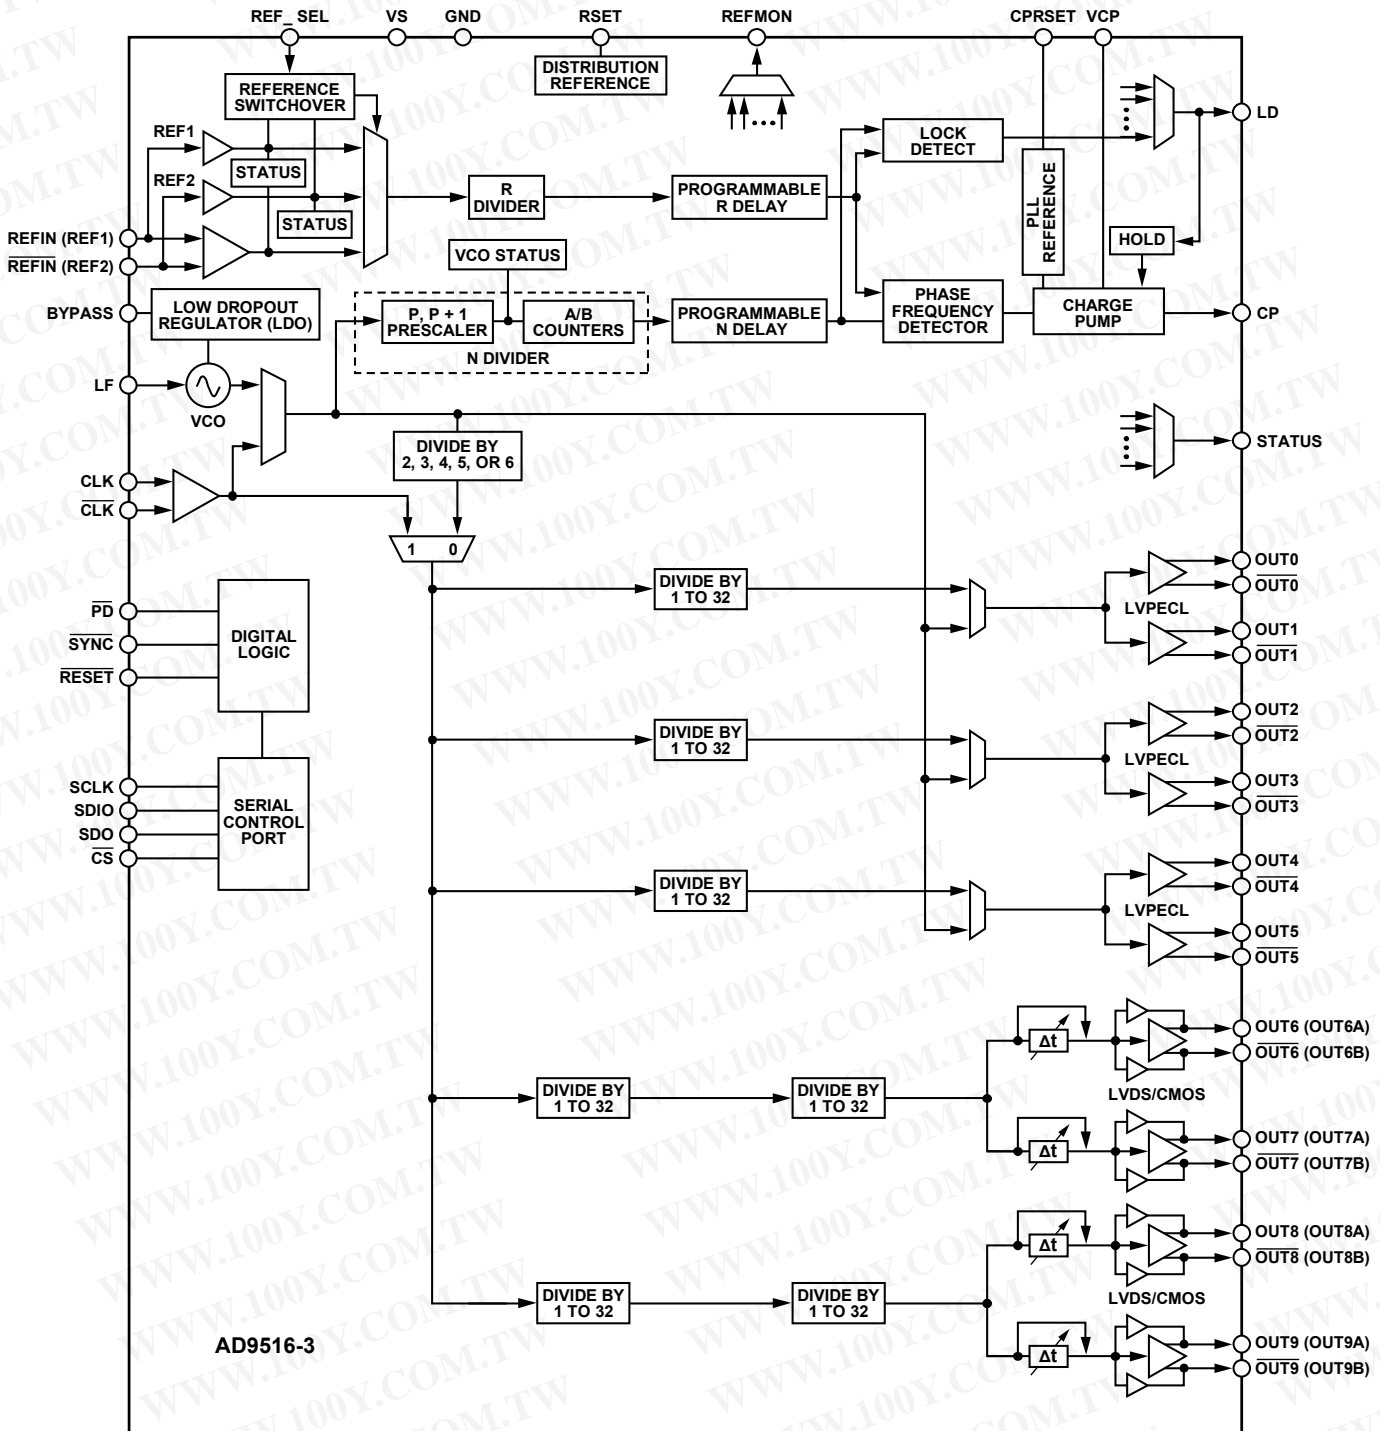 REF_SEL VS GND RSET REFMON CPRSET VCP
DISTRIBUTION
REFERENCE
REFERENCE
SWITCHOVER
REF1
STATUS
REF2
STATUS
REFIN (REF1)
REFIN (REF2)
R
DIVIDER
PROGRAMMABLE
R DELAY
LOCK
DETECT
LD
PLL
REFERENCE
HOLD
VCO STATUS
BYPASS
LOW DROPOUT
REGULATOR (LDO)
P, P + 1
PRESCALER
A/B
COUNTERS
N DIVIDER
PROGRAMMABLE
N DELAY
PHASE
FREQUENCY
DETECTOR
CHARGE
PUMP
CP
LF
VCO
STATUS
DIVIDE BY
2, 3, 4, 5, OR 6
CLK
CLK
1 0
PD
SYNC
RESET
DIGITAL
LOGIC
SCLK
SDIO
SDO
CS
SERIAL
CONTROL
PORT
DIVIDE BY
1 TO 32
LVPECL
OUT0
OUT0
OUT1
OUT1
DIVIDE BY
1 TO 32
LVPECL
OUT2
OUT2
OUT3
OUT3
DIVIDE BY
1 TO 32
LVPECL
OUT4
OUT4
OUT5
OUT5
DIVIDE BY
1 TO 32
DIVIDE BY
1 TO 32
Δt
OUT6 (OUT6A)
OUT6 (OUT6B)
LVDS/CMOS
Δt
OUT7 (OUT7A)
OUT7 (OUT7B)
DIVIDE BY
1 TO 32
DIVIDE BY
1 TO 32
Δt
OUT8 (OUT8A)
OUT8 (OUT8B)
LVDS/CMOS
Δt
OUT9 (OUT9A)
OUT9 (OUT9B)
AD9516-3
WWW.100Y.COM.TW